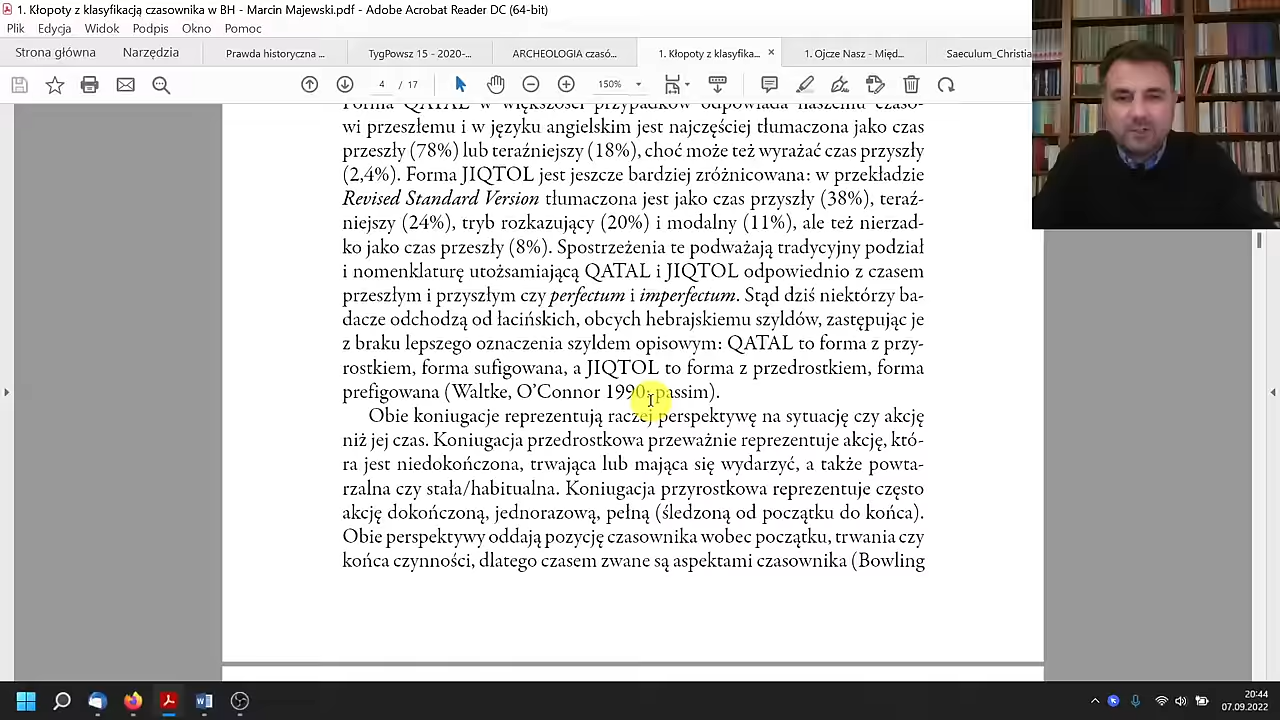 1. Kłopoty z klasyfikacją czasownika w BH - Marcin Majewski.pdf - Adobe Acrobat Reader DC (64-bit)
Plik Edycja Widok Podpis Okno Pomoc
Strona główna Narzędzia Prawda historyczna ... TygPowsz 15 - 2020-... ARCHEOLOGIA czasó... 1. Kłopoty z klasyfika... × 1. Ojcze Nasz - Międ... Saeculum_Christia
4 / 17 150%
Forma QATAL w większości przypadków odpowiada naszemu czaso-
wi przeszłemu i w języku angielskim jest najczęściej tłumaczona jako czas
przeszły (78%) lub teraźniejszy (18%), choć może też wyrażać czas przyszły
(2,4%). Forma JIQTOL jest jeszcze bardziej zróżnicowana: w przekładzie
Revised Standard Version tłumaczona jest jako czas przyszły (38%), teraź-
niejszy (24%), tryb rozkazujący (20%) i modalny (11%), ale też nierzad-
ko jako czas przeszły (8%). Spostrzeżenia te podważają tradycyjny podział
i nomenklaturę utożsamiającą QATAL i JIQTOL odpowiednio z czasem
przeszłym i przyszłym czy perfectum i imperfectum. Stąd dziś niektórzy ba-
dacze odchodzą od łacińskich, obcych hebrajskiemu szyldów, zastępując je
z braku lepszego oznaczenia szyldem opisowym: QATAL to forma z przy-
rostkiem, forma sufigowana, a JIQTOL to forma z przedrostkiem, forma
prefigowana (Waltke, O’Connor 1990: passim).
Obie koniugacje reprezentują raczej perspektywę na sytuację czy akcję
niż jej czas. Koniugacja przedrostkowa przeważnie reprezentuje akcję, któ-
ra jest niedokończona, trwająca lub mająca się wydarzyć, a także powta-
rzalna czy stała/habitualna. Koniugacja przyrostkowa reprezentuje często
akcję dokończoną, jednorazową, pełną (śledzoną od początku do końca).
Obie perspektywy oddają pozycję czasownika wobec początku, trwania czy
końca czynności, dlatego czasem zwane są aspektami czasownika (Bowling
20:44
07.09.2022